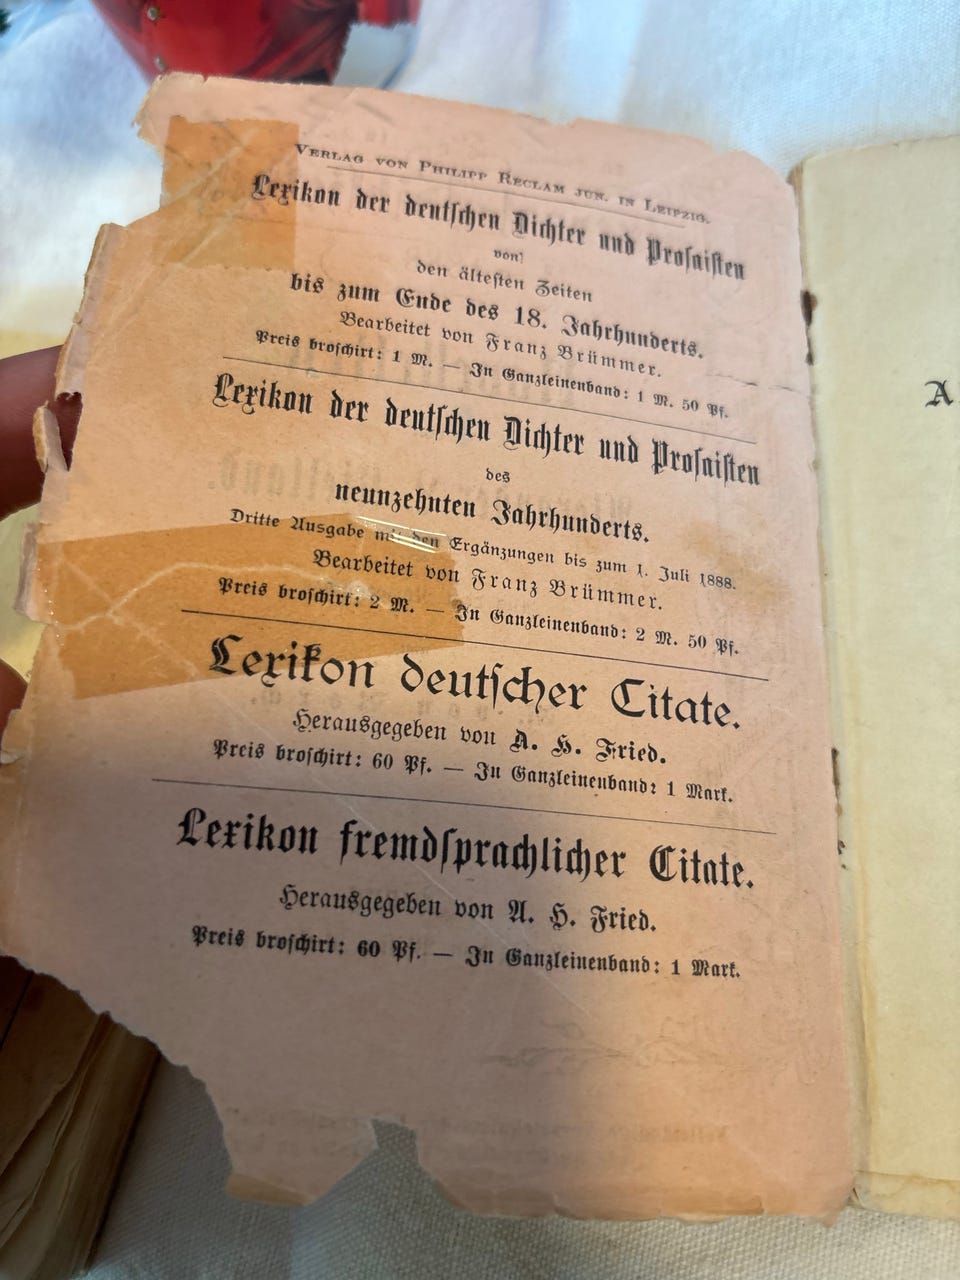 Verlag von Philipp Reclam jun. in Leipzig.
Lexikon der deutſchen Dichter und Proſaiſten
von
den älteſten Zeiten
bis zum Ende des 18. Jahrhunderts.
Bearbeitet von Franz Brümmer.
Preis broſchirt: 1 M. — In Ganzleinenband: 1 M. 50 Pf.
Lexikon der deutſchen Dichter und Proſaiſten
des
neunzehnten Jahrhunderts.
Dritte Ausgabe mit den Ergänzungen bis zum 1. Juli 1888.
Bearbeitet von Franz Brümmer.
Preis broſchirt: 2 M. — In Ganzleinenband: 2 M. 50 Pf.
Lexikon deutſcher Citate.
Herausgegeben von A. H. Fried.
Preis broſchirt: 60 Pf. — In Ganzleinenband: 1 Mark.
Lexikon fremdſprachlicher Citate.
Herausgegeben von A. H. Fried.
Preis broſchirt: 60 Pf. — In Ganzleinenband: 1 Mark.
A